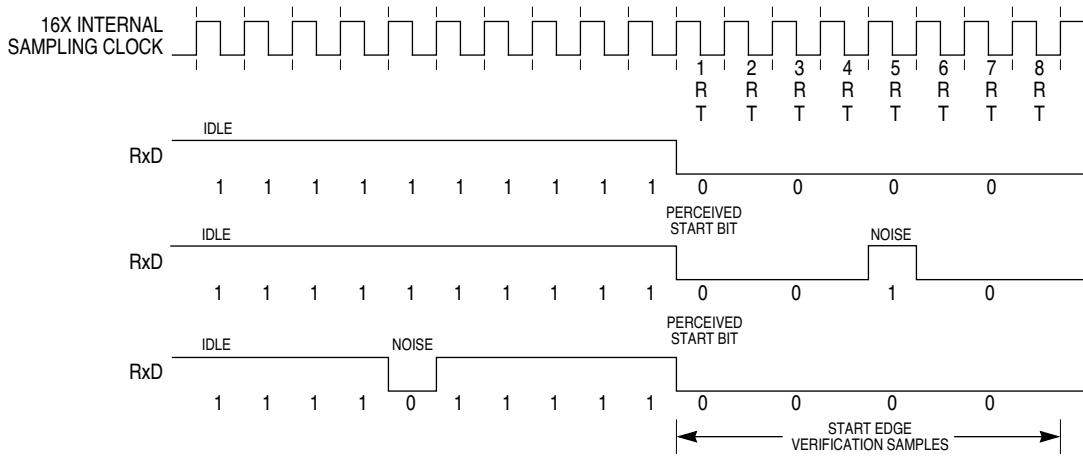 16X INTERNAL
SAMPLING CLOCK
1 2 3 4 5 6 7 8
R R R R R R R R
T T T T T T T T
IDLE
RxD
1 1 1 1 1 1 1 1 1 1 0 0 0 0
PERCEIVED
START BIT
IDLE
NOISE
RxD
1 1 1 1 1 1 1 1 1 1 0 0 1 0
PERCEIVED
START BIT
IDLE
NOISE
RxD
1 1 1 1 0 1 1 1 1 1 0 0 0 0
START EDGE
VERIFICATION SAMPLES